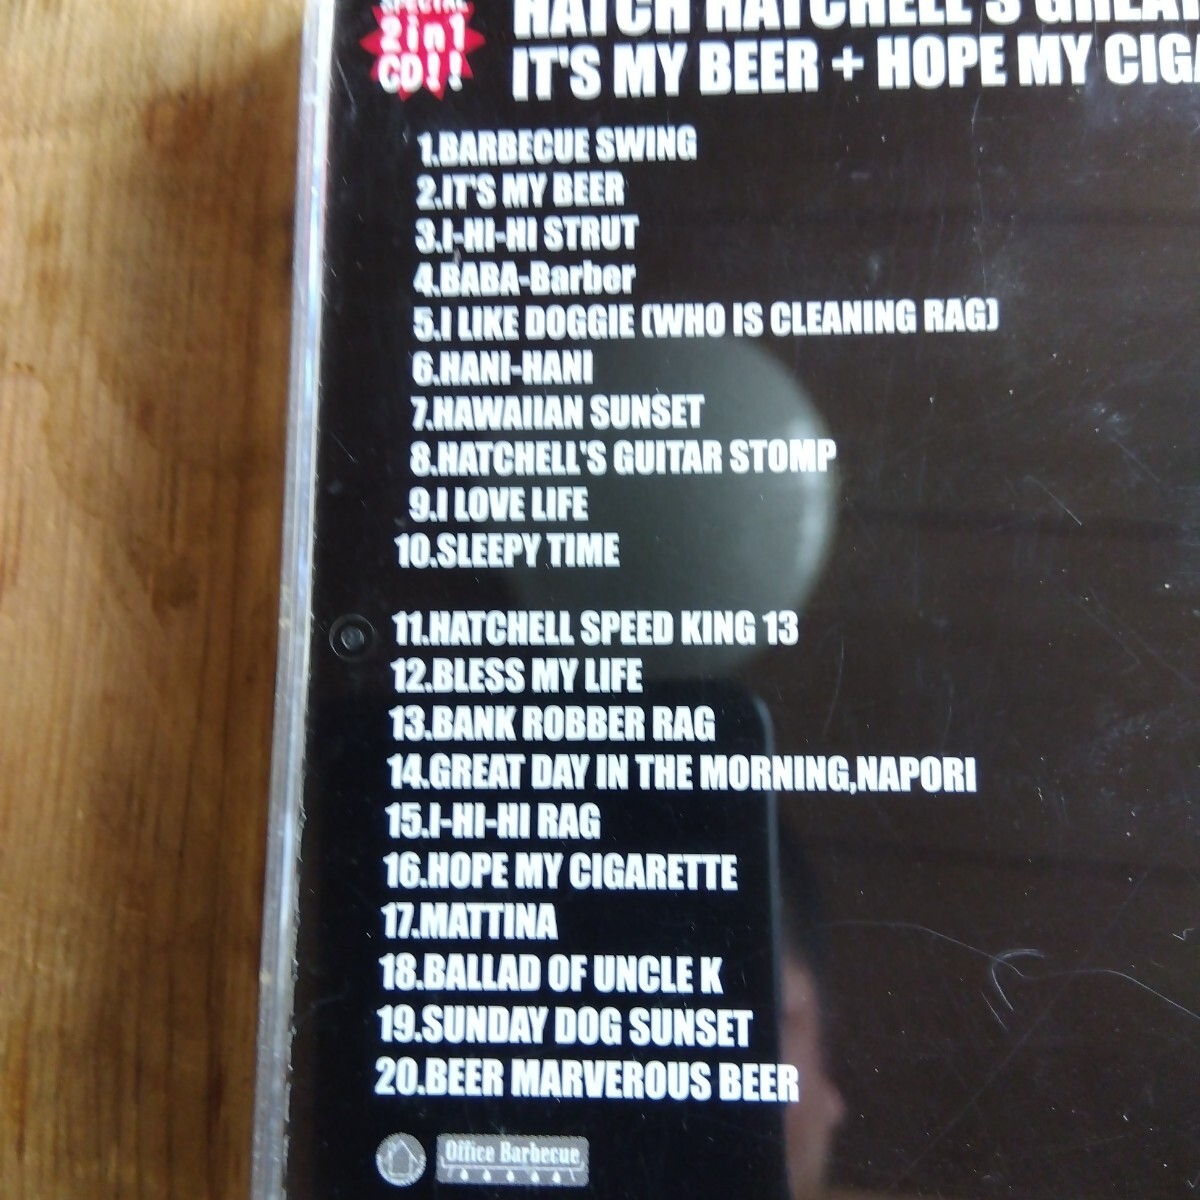 SPECIAL
2in1
CD!!
HATCH HATCHELL'S GREAT
IT'S MY BEER + HOPE MY CIGA
1.BARBECUE SWING
2.IT'S MY BEER
3.I-HI-HI STRUT
4.BABA-Barber
5.I LIKE DOGGIE (WHO IS CLEANING RAG)
6.HANI-HANI
7.HAWAIIAN SUNSET
8.HATCHELL'S GUITAR STOMP
9.I LOVE LIFE
10.SLEEPY TIME
11.HATCHELL SPEED KING 13
12.BLESS MY LIFE
13.BANK ROBBER RAG
14.GREAT DAY IN THE MORNING,NAPORI
15.I-HI-HI RAG
16.HOPE MY CIGARETTE
17.MATTINA
18.BALLAD OF UNCLE K
19.SUNDAY DOG SUNSET
20.BEER MARVEROUS BEER
Office Barbecue